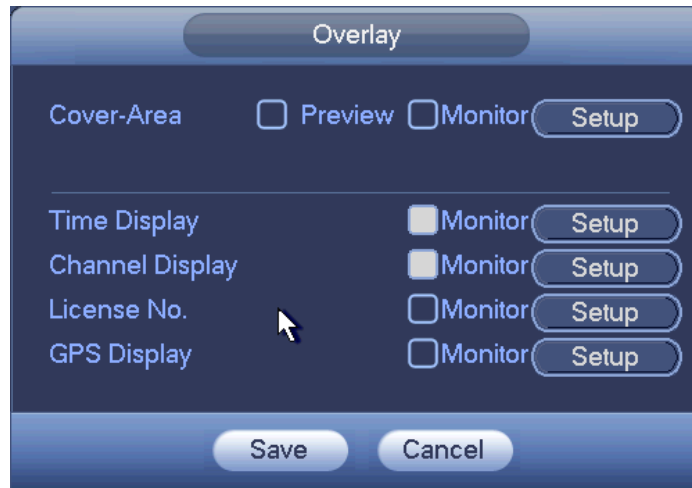 Overlay
Cover-Area Preview Monitor Setup
Time Display Monitor Setup
Channel Display Monitor Setup
License No. Monitor Setup
GPS Display Monitor Setup
Save Cancel